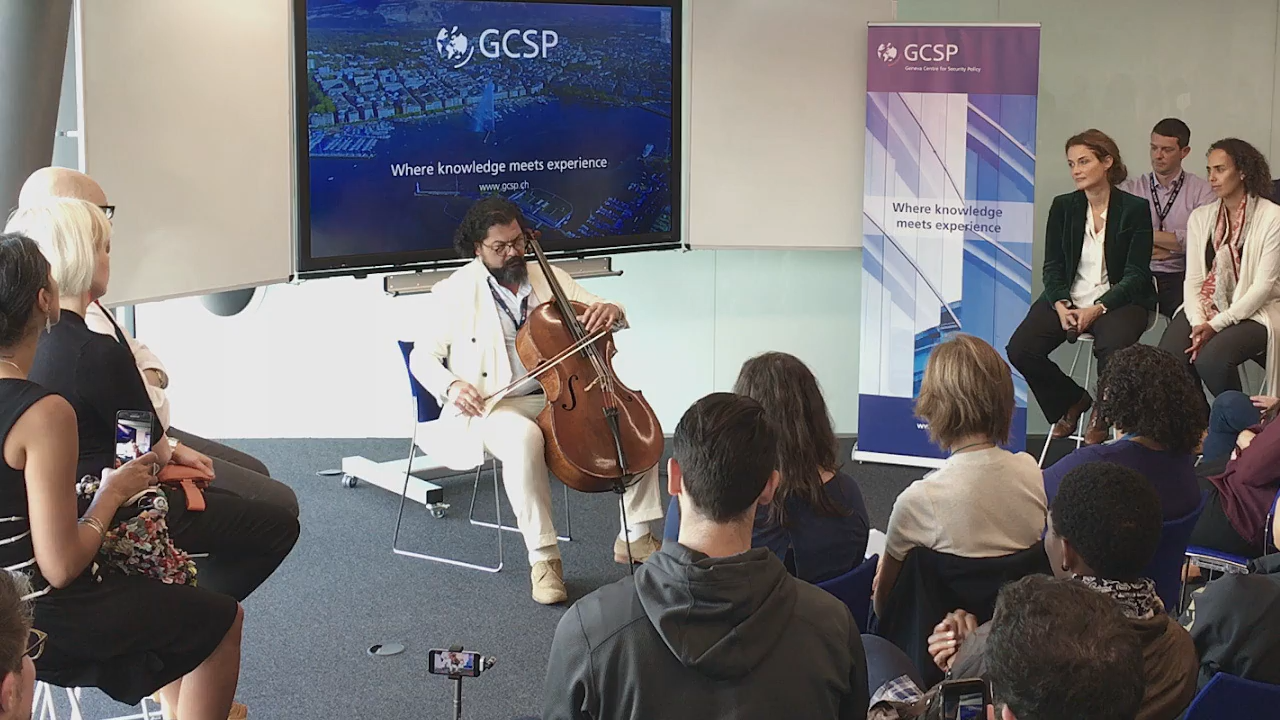 GCSP
Where knowledge meets experience
www.gcsp.ch
GCSP
Geneva Centre for Security Policy
Where knowledge
meets experience